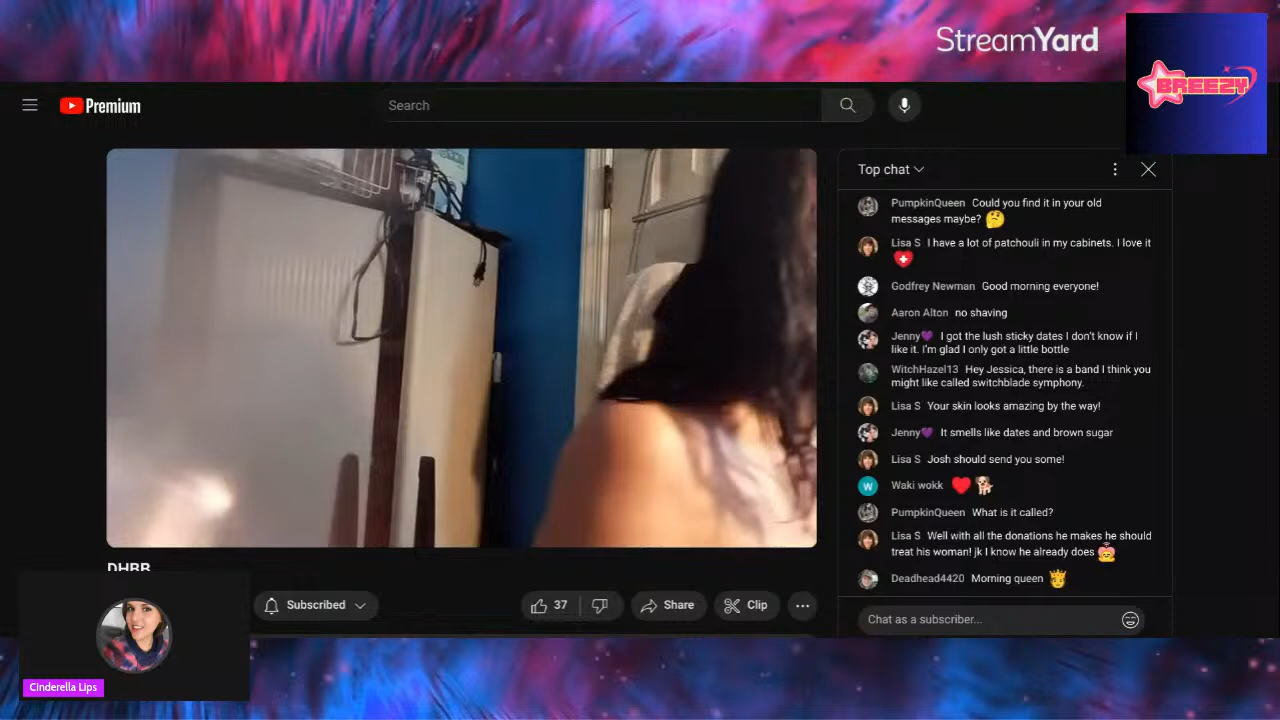 StreamYard
BREEZY
Premium
Search
Top chat
PumpkinQueen Could you find it in your old
messages maybe?
Lisa S I have a lot of patchouli in my cabinets. I love it
Godfrey Newman Good morning everyone!
Aaron Alton no shaving
Jenny💜 I got the lush sticky dates I don't know if I
like it. I'm glad I only got a little bottle
WitchHazel13 Hey Jessica, there is a band I think you
might like called switchblade symphony.
Lisa S Your skin looks amazing by the way!
Jenny💜 It smells like dates and brown sugar
Lisa S Josh should send you some!
W Waki wokk
PumpkinQueen What is it called?
Lisa S Well with all the donations he makes he should
treat his woman! jk I know he already does
Deadhead4420 Morning queen
Chat as a subscriber...
DHBB
Subscribed
37
Share
Clip
Cinderella Lips